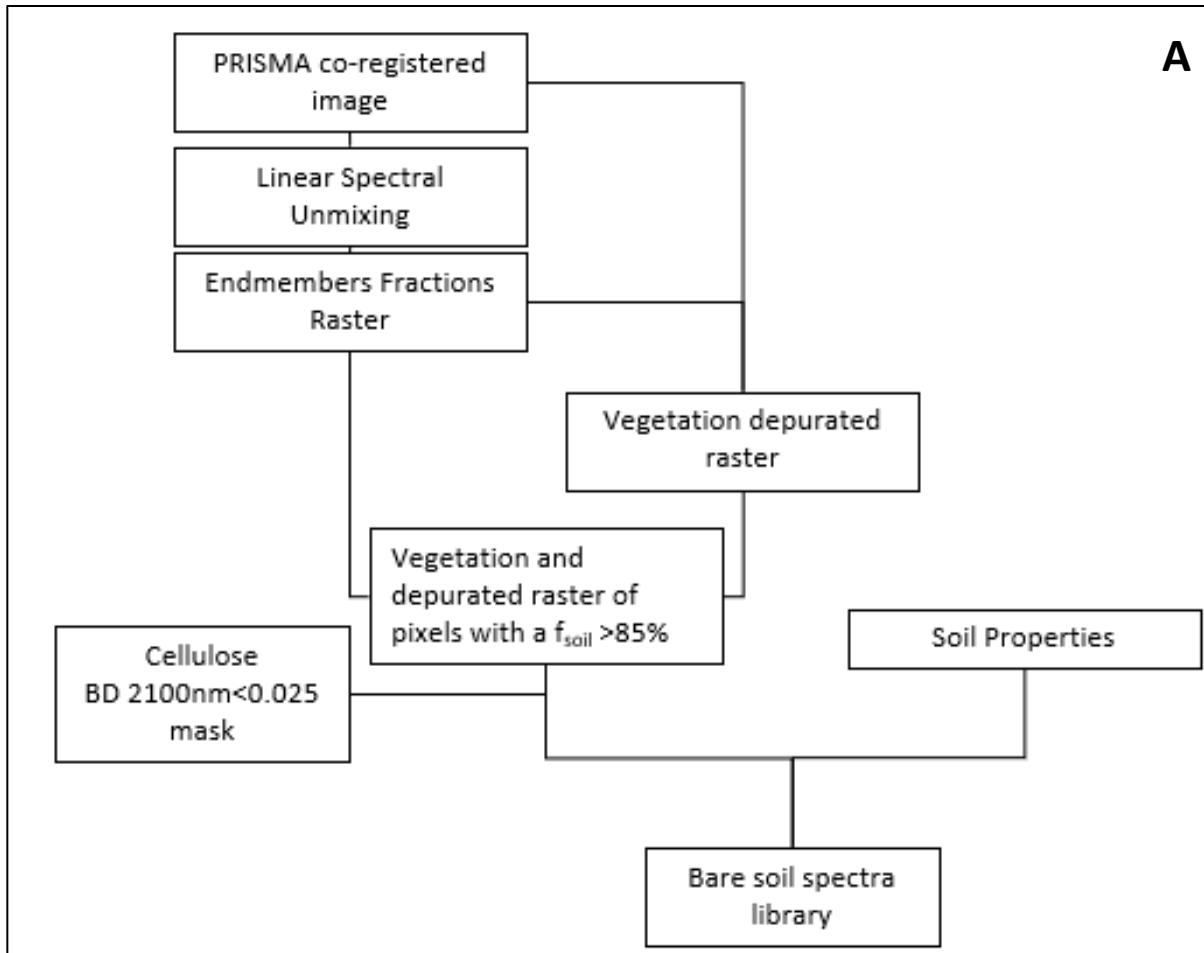 A
PRISMA co-registered
image
Linear Spectral
Unmixing
Endmembers Fractions
Raster
Vegetation depurated
raster
Vegetation and
depurated raster of
pixels with a fsoil >85%
Soil Properties
Cellulose
BD 2100nm<0.025
mask
Bare soil spectra
library